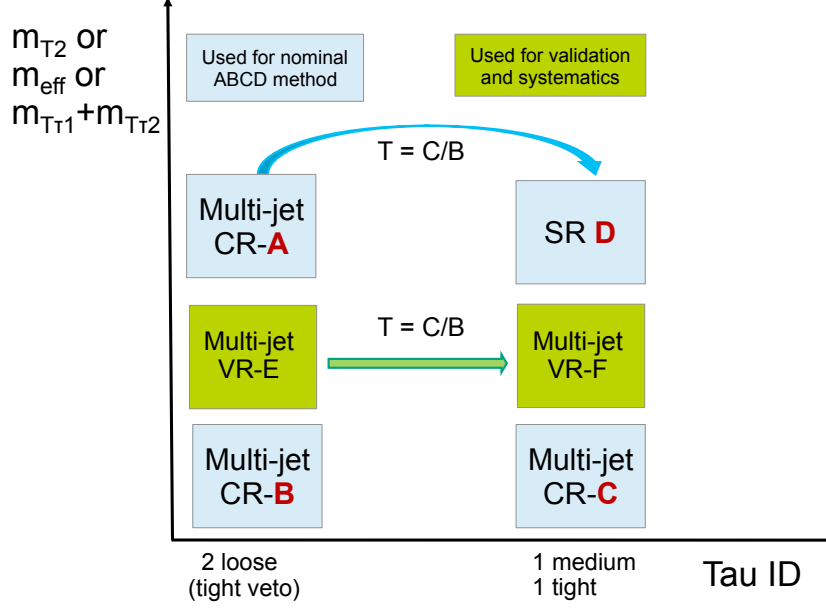 m_T2 or
m_eff or
m_Tτ1+m_Tτ2
Used for nominal
ABCD method
Used for validation
and systematics
T = C/B
Multi-jet
CR-A
SR D
T = C/B
Multi-jet
VR-E
Multi-jet
VR-F
Multi-jet
CR-B
Multi-jet
CR-C
2 loose
(tight veto)
1 medium
1 tight
Tau ID